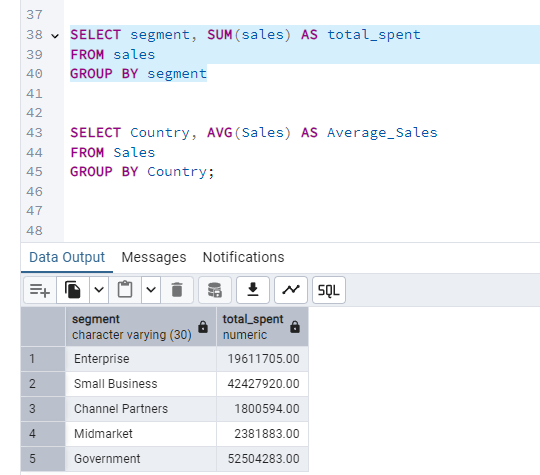 37
38 SELECT segment, SUM(sales) AS total_spent
39 FROM sales
40 GROUP BY segment
41
42
43 SELECT Country, AVG(Sales) AS Average_Sales
44 FROM Sales
45 GROUP BY Country;
46
47
48
Data Output Messages Notifications
SQL
segment total_spent
character varying (30) numeric
1 Enterprise 19611705.00
2 Small Business 42427920.00
3 Channel Partners 1800594.00
4 Midmarket 2381883.00
5 Government 52504283.00